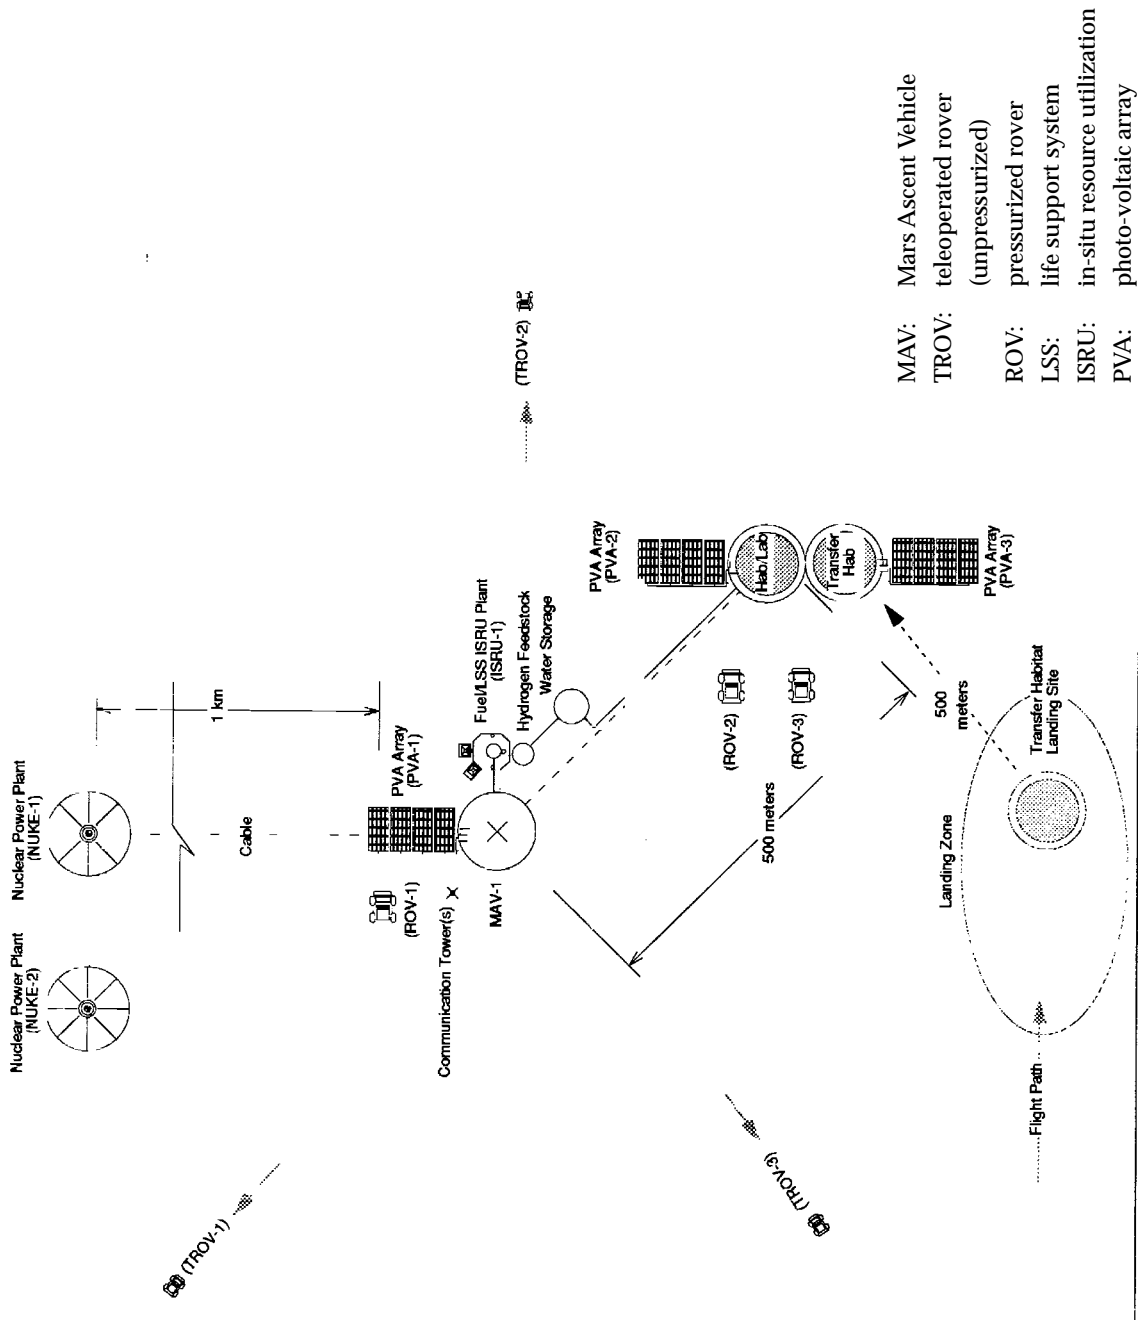 Nuclear Power Plant
(NUKE-2)
Nuclear Power Plant
(NUKE-1)
1 km
Cable
(TROV-1)
PVA Array
(PVA-1)
(ROV-1)
Communication Tower(s)
MAV-1
Fuel/LSS ISRU Plant
(ISRU-1)
Hydrogen Feedstock
Water Storage
(TROV-2)
PVA Array
(PVA-2)
Hab/Lab
Transfer
Hab
PVA Array
(PVA-3)
(ROV-2)
(ROV-3)
500 meters
500
meters
(TROV-3)
Landing Zone
Transfer Habitat
Landing Site
Flight Path
MAV: Mars Ascent Vehicle
TROV: teleoperated rover
(unpressurized)
ROV: pressurized rover
LSS: life support system
ISRU: in-situ resource utilization
PVA: photo-voltaic array